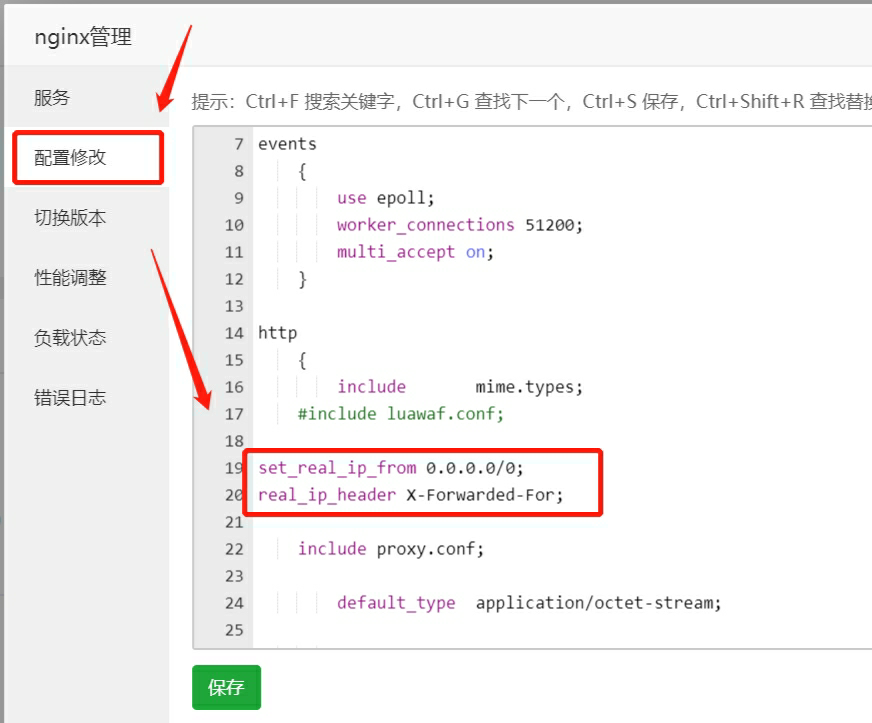 nginx管理
服务
配置修改
切换版本
性能调整
负载状态
错误日志
提示：Ctrl+F 搜索关键字，Ctrl+G 查找下一个，Ctrl+S 保存，Ctrl+Shift+R 查找替换
7 events
8 {
9 use epoll;
10 worker_connections 51200;
11 multi_accept on;
12 }
13
14 http
15 {
16 include mime.types;
17 #include luawaf.conf;
18
19 set_real_ip_from 0.0.0.0/0;
20 real_ip_header X-Forwarded-For;
21
22 include proxy.conf;
23
24 default_type application/octet-stream;
25
保存